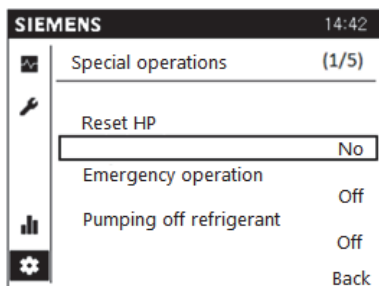 SIEMENS 14:42
Special operations (1/5)
Reset HP
No
Emergency operation
Off
Pumping off refrigerant
Off
Back